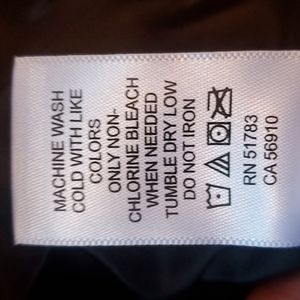 MACHINE WASH
COLD WITH LIKE
COLORS
ONLY NON-
CHLORINE BLEACH
WHEN NEEDED
TUMBLE DRY LOW
DO NOT IRON
RN 51783
CA 56910